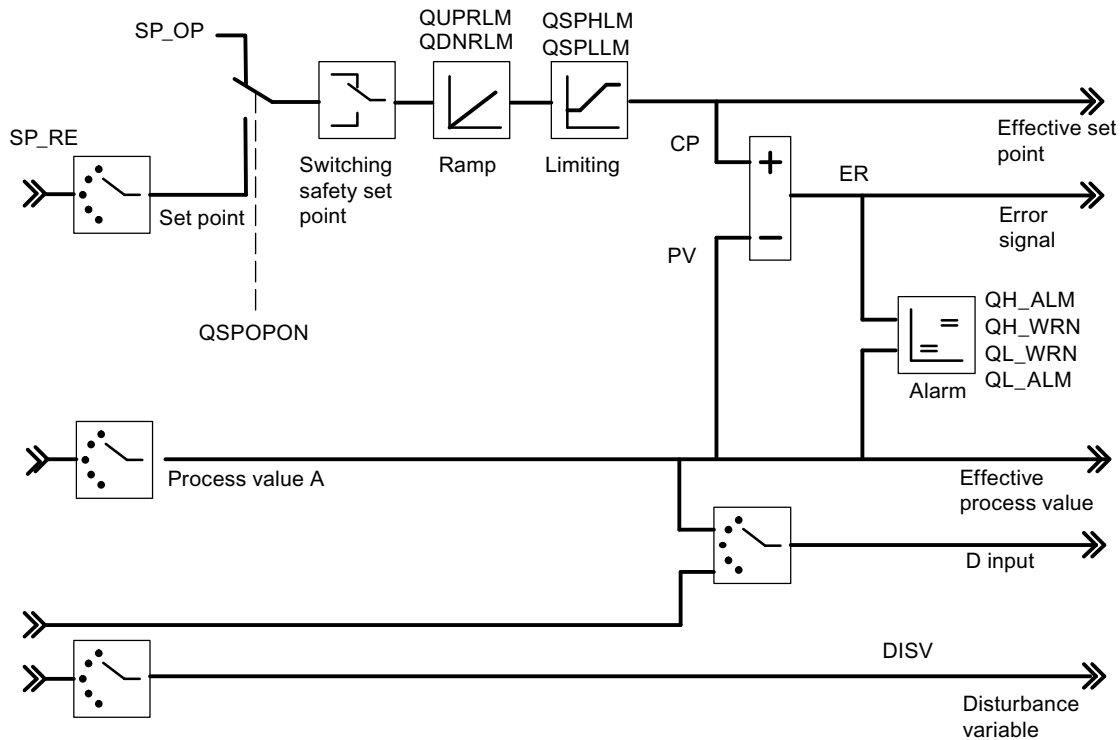 SP_OP
QUPRLM
QDNRLM
QSPHLM
QSPLLM
SP_RE
Set point
Switching
safety set
point
Ramp
Limiting
CP
+
−
ER
Effective set
point
Error
signal
PV
QSPOPON
QH_ALM
QH_WRN
QL_WRN
QL_ALM
Alarm
Process value A
Effective
process value
D input
DISV
Disturbance
variable